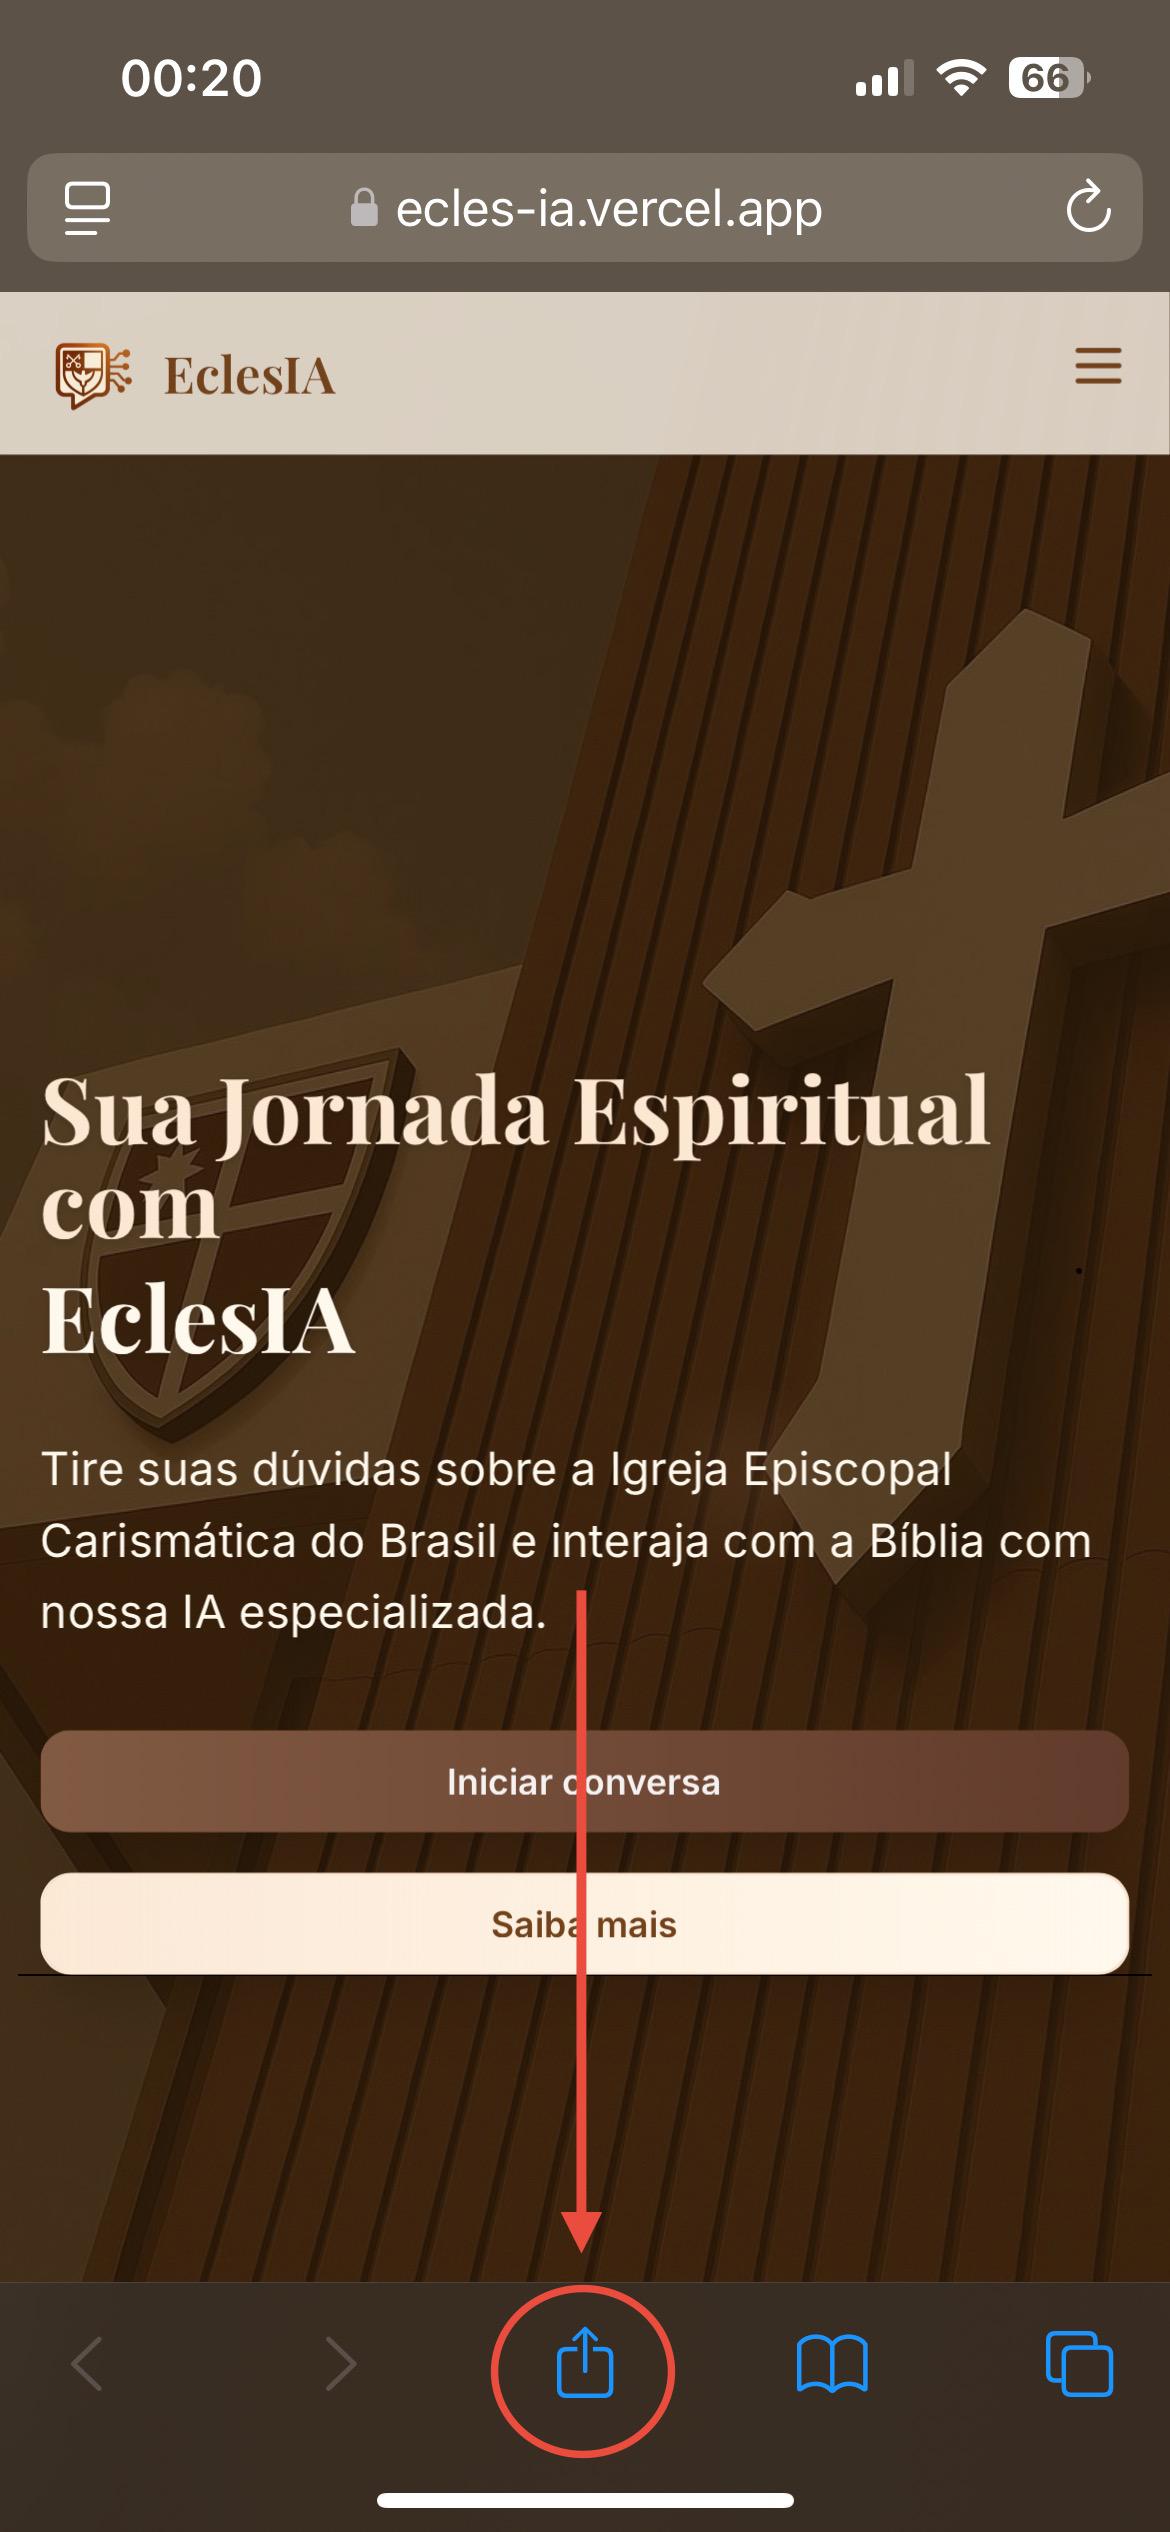 00:20
66
ecles-ia.vercel.app
EclesIA
Sua Jornada Espiritual
com
EclesIA
Tire suas dúvidas sobre a Igreja Episcopal
Carismática do Brasil e interaja com a Bíblia com
nossa IA especializada.
Iniciar conversa
Saiba mais